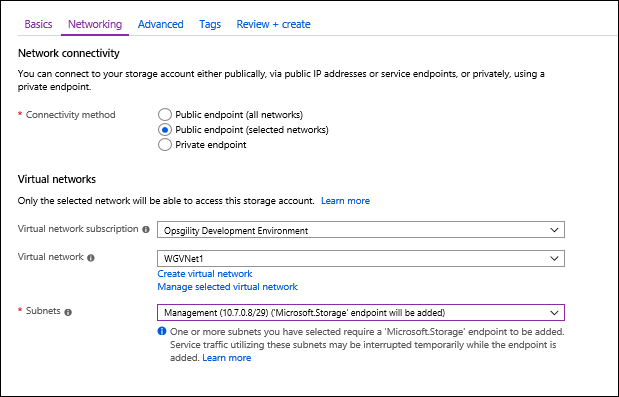 Basics Networking Advanced Tags Review + create
Network connectivity
You can connect to your storage account either publically, via public IP addresses or service endpoints, or privately, using a
private endpoint.
* Connectivity method
Public endpoint (all networks)
Public endpoint (selected networks)
Private endpoint
Virtual networks
Only the selected network will be able to access this storage account. Learn more
Virtual network subscription
Opsgility Development Environment
Virtual network
WGVNet1
Create virtual network
Manage selected virtual network
* Subnets
Management (10.7.0.8/29) ('Microsoft.Storage' endpoint will be added)
One or more subnets you have selected require a 'Microsoft.Storage' endpoint to be added.
Service traffic utilizing these subnets may be interrupted temporarily while the endpoint is
added. Learn more